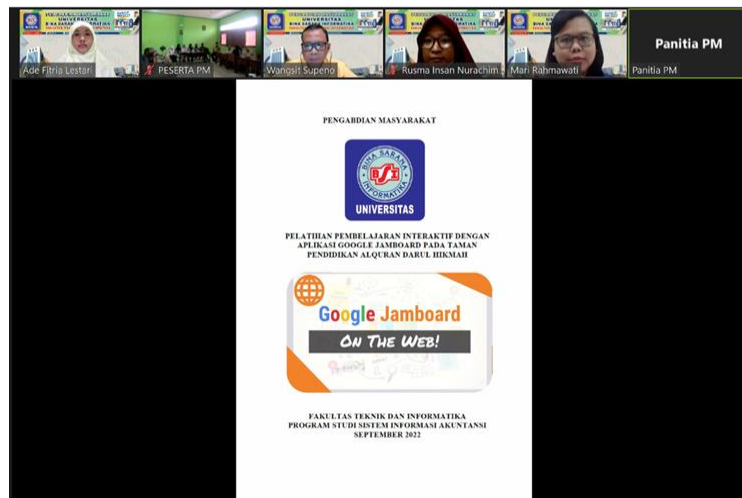 Ade Fitria Lestari
PESERTA PM
Wangsit Supeno
Rusma Insan Nurachim
Mari Rahmawati
Panitia PM
Panitia PM
PENGABDIAN MASYARAKAT
BINA SARANA
BSI
INFORMATIKA
UNIVERSITAS
PELATIHAN PEMBELAJARAN INTERAKTIF DENGAN
APLIKASI GOOGLE JAMBOARD PADA TAMAN
PENDIDIKAN ALQURAN DARUL HIKMAH
Google Jamboard
ON THE WEB!
FAKULTAS TEKNIK DAN INFORMATIKA
PROGRAM STUDI SISTEM INFORMASI AKUNTANSI
SEPTEMBER 2022